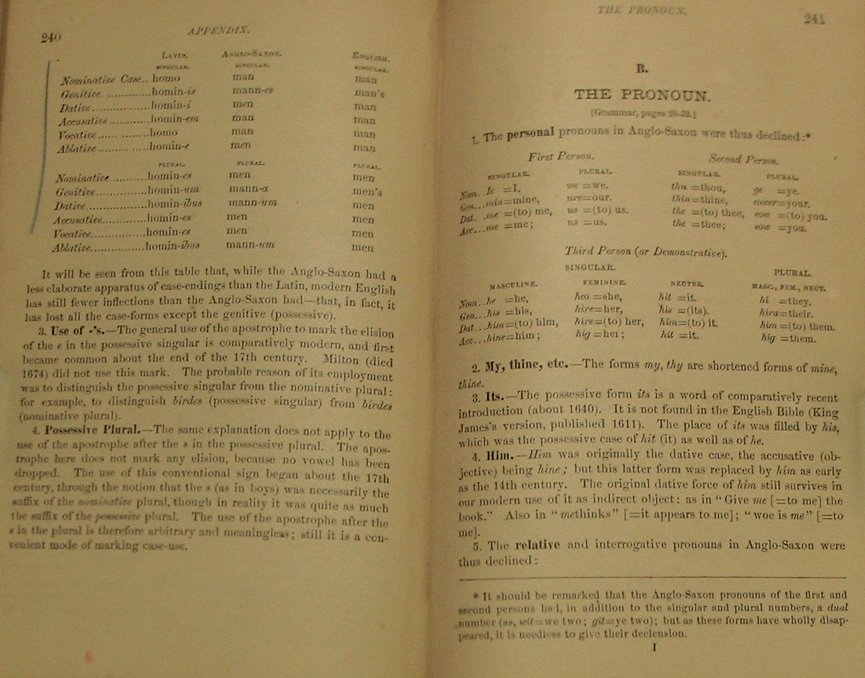 240 APPENDIX.
LATIN. ANGLO-SAXON. ENGLISH.
SINGULAR. SINGULAR. SINGULAR.
Nominative Case..homo man man
Genitive...............homin-is mann-es man's
Dative..................homin-i men man
Accusative............homin-em man man
Vocative ...............homo man man
Ablative...............homin-e men man
PLURAL. PLURAL. PLURAL.
Nominative............homin-es men men
Genitive...............homin-um mann-a men's
Dative..................homin-ibus mann-um men
Accusative............homin-es men men
Vocative...............homin-es men men
Ablative...............homin-ibus mann-um men
It will be seen from this table that, while the Anglo-Saxon had a
less elaborate apparatus of case-endings than the Latin, modern English
has still fewer inflections than the Anglo-Saxon had—that, in fact, it
has lost all the case-forms except the genitive (possessive).
3. Use of -'s.—The general use of the apostrophe to mark the elision
of the e in the possessive singular is comparatively modern, and first
became common about the end of the 17th century. Milton (died
1674) did not use this mark. The probable reason of its employment
was to distinguish the possessive singular from the nominative plural:
for example, to distinguish birdes (possessive singular) from birdes
(nominative plural).
4. Possessive Plural.—The same explanation does not apply to the
use of the apostrophe after the s in the possessive plural. The apos-
trophe here does not mark any elision, because no vowel has been
dropped. The use of this conventional sign began about the 17th
century, through the notion that the s (as in boys) was necessarily the
suffix of the nominative plural, though in reality it was quite as much
the suffix of the possessive plural. The use of the apostrophe after the
s in the plural is therefore arbitrary and meaningless; still it is a con-
venient mode of marking case-use.
THE PRONOUN. 241
B.
THE PRONOUN.
[Grammar, pages 28-32.]
1. The personal pronouns in Anglo-Saxon were thus declined:*
First Person. Second Person.
SINGULAR. PLURAL. SINGULAR. PLURAL.
Nom..Ic =I, we =we. thu =thou, ge =ye.
Gen...min=mine, ure=our. thin=thine, eower=your.
Dat...me =(to) me, us =(to) us. the =(to) thee, eow =(to) you.
Acc...me =me; us =us. the =thee; eow =you.
Third Person (or Demonstrative).
SINGULAR.
MASCULINE. FEMININE. NEUTER. PLURAL. MASC., FEM., NEUT.
Nom..he =he, heo =she, hit =it. hi =they.
Gen...his =his, hire=her, his =(its). hira=their.
Dat...him=(to) him, hire=(to) her, him=(to) it. him =(to) them.
Acc...hine=him; hig =her; hit =it. hig =them.
2. My, thine, etc.—The forms my, thy are shortened forms of mine,
thine.
3. Its.—The possessive form its is a word of comparatively recent
introduction (about 1640). It is not found in the English Bible (King
James's version, published 1611). The place of its was filled by his,
which was the possessive case of hit (it) as well as of he.
4. Him.—Him was originally the dative case, the accusative (ob-
jective) being hine; but this latter form was replaced by him as early
as the 14th century. The original dative force of him still survives in
our modern use of it as indirect object: as in "Give me [=to me] the
book." Also in "methinks" [=it appears to me]; "woe is me" [=to
me].
5. The relative and interrogative pronouns in Anglo-Saxon were
thus declined:
* It should be remarked that the Anglo-Saxon pronouns of the first and
second persons had, in addition to the singular and plural numbers, a dual
number (as, wit=we two; git=ye two); but as these forms have wholly disap-
peared, it is needless to give their declension.
I